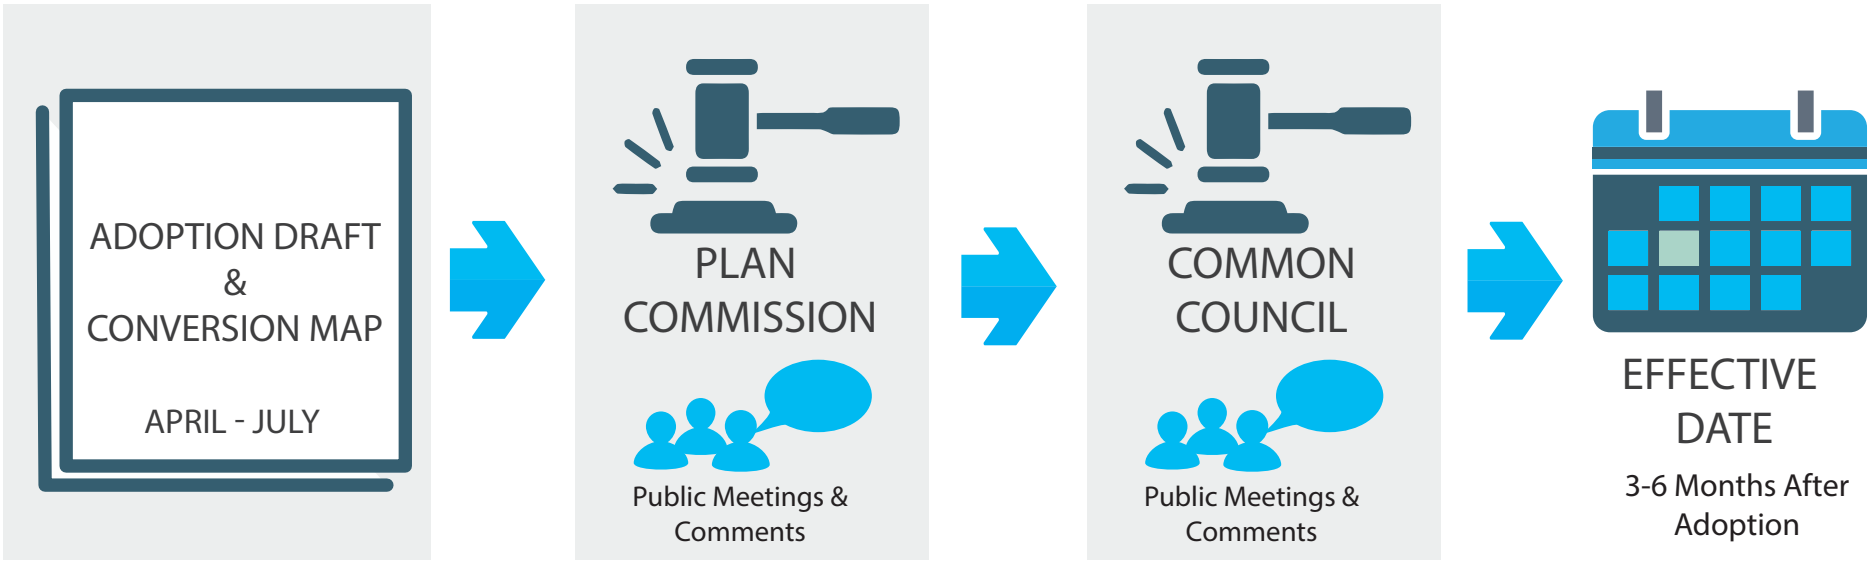 ADOPTION DRAFT
&
CONVERSION MAP
APRIL - JULY
PLAN
COMMISSION
Public Meetings &
Comments
COMMON
COUNCIL
Public Meetings &
Comments
EFFECTIVE
DATE
3-6 Months After
Adoption